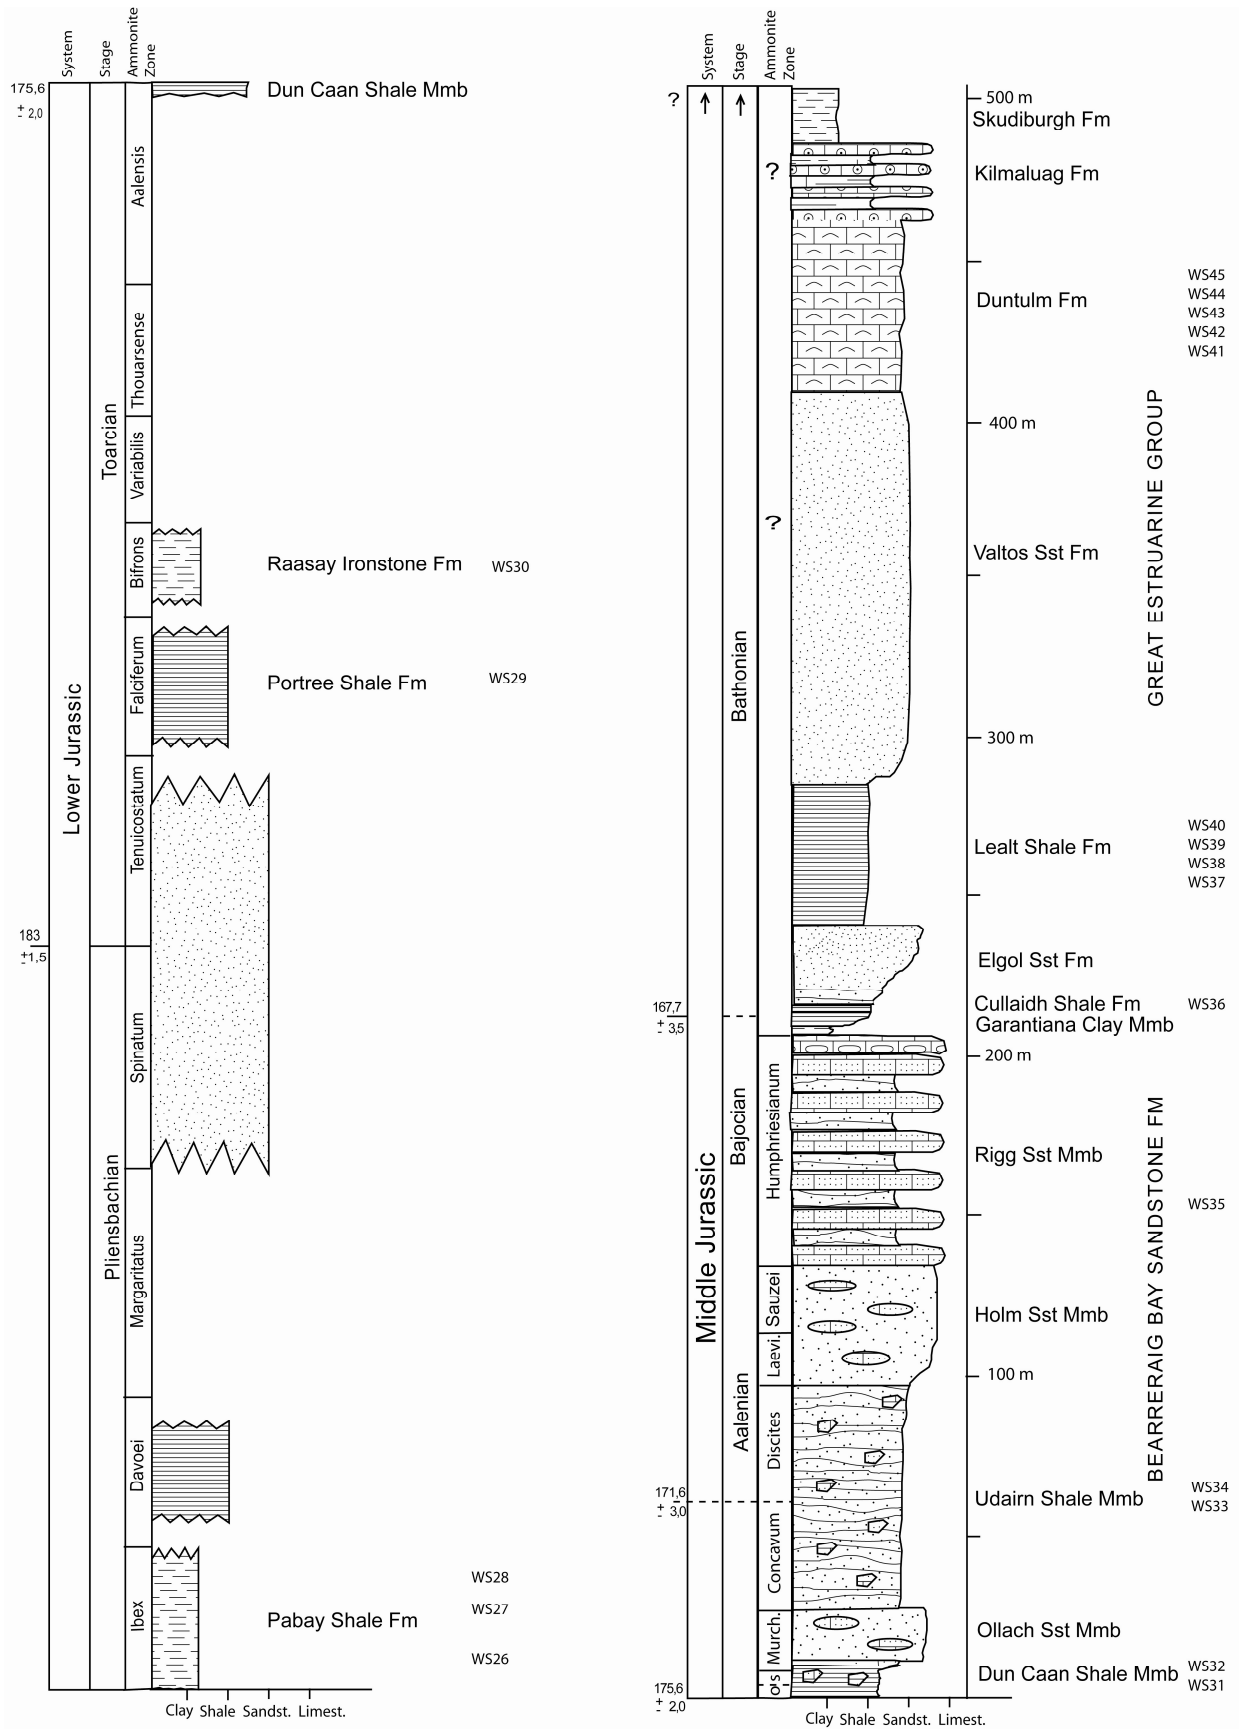 System
Stage
Ammonite
Zone
175,6
± 2,0
Dun Caan Shale Mmb
Aalensis
Thouarsense
Variabilis
Toarcian
Bifrons
Raasay Ironstone Fm
WS30
Falciferum
Portree Shale Fm
WS29
Lower Jurassic
Tenuicostatum
183
±1,5
Spinatum
Pliensbachian
Margaritatus
Davoei
Ibex
WS28
WS27
Pabay Shale Fm
WS26
Clay Shale Sandst. Limest.
System
Stage
Ammonite
Zone
?
500 m
Skudiburgh Fm
?
Kilmaluag Fm
Duntulm Fm
WS45
WS44
WS43
WS42
WS41
400 m
GREAT ESTRUARINE GROUP
?
Valtos Sst Fm
Bathonian
300 m
Lealt Shale Fm
WS40
WS39
WS38
WS37
Elgol Sst Fm
167,7
± 3,5
Cullaidh Shale Fm
WS36
Garantiana Clay Mmb
200 m
Humphriesianum
Bajocian
Rigg Sst Mmb
WS35
Middle Jurassic
BEARRERAIG BAY SANDSTONE FM
Sauzei
Holm Sst Mmb
Laevi.
100 m
Aalenian
Discites
171,6
± 3,0
Udairn Shale Mmb
WS34
WS33
Concavum
Murch.
Ollach Sst Mmb
Dun Caan Shale Mmb
WS32
WS31
o's
175,6
± 2,0
Clay Shale Sandst. Limest.